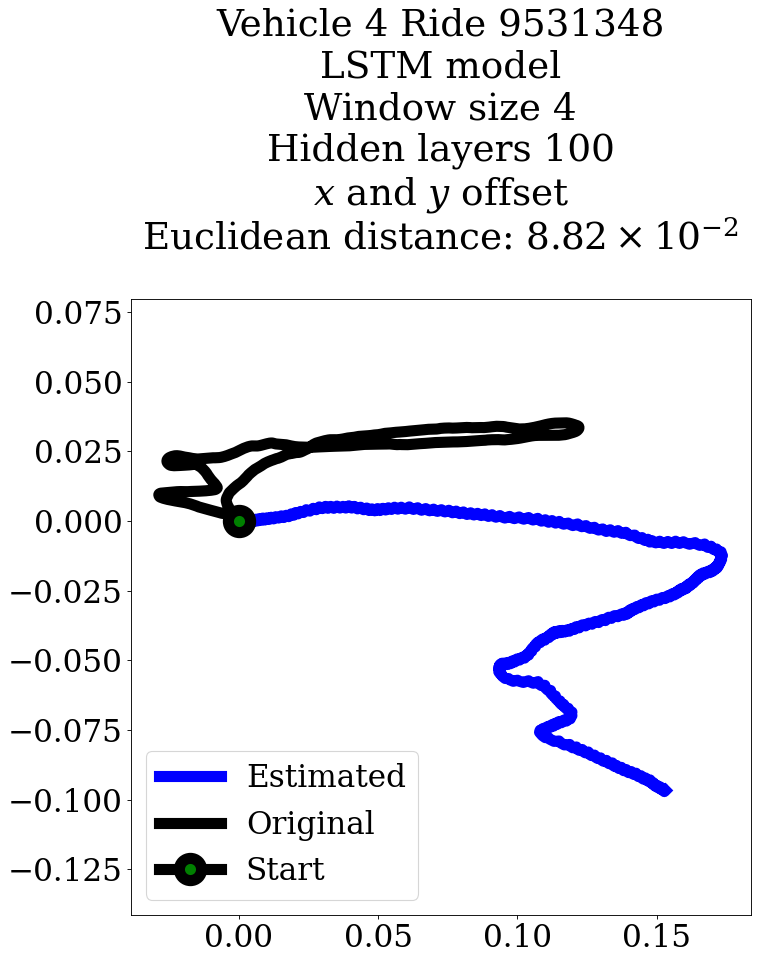 Vehicle 4 Ride 9531348
LSTM model
Window size 4
Hidden layers 100
x and y offset
Euclidean distance: 8.82 × 10⁻²
0.075
0.050
0.025
0.000
−0.025
−0.050
−0.075
−0.100
−0.125
Estimated
Original
Start
0.00 0.05 0.10 0.15